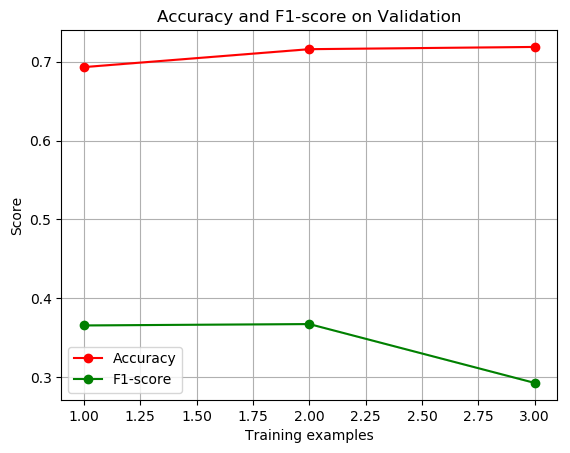 Accuracy and F1-score on Validation
0.7
0.6
0.5
0.4
0.3
Score
Accuracy
F1-score
1.00 1.25 1.50 1.75 2.00 2.25 2.50 2.75 3.00
Training examples